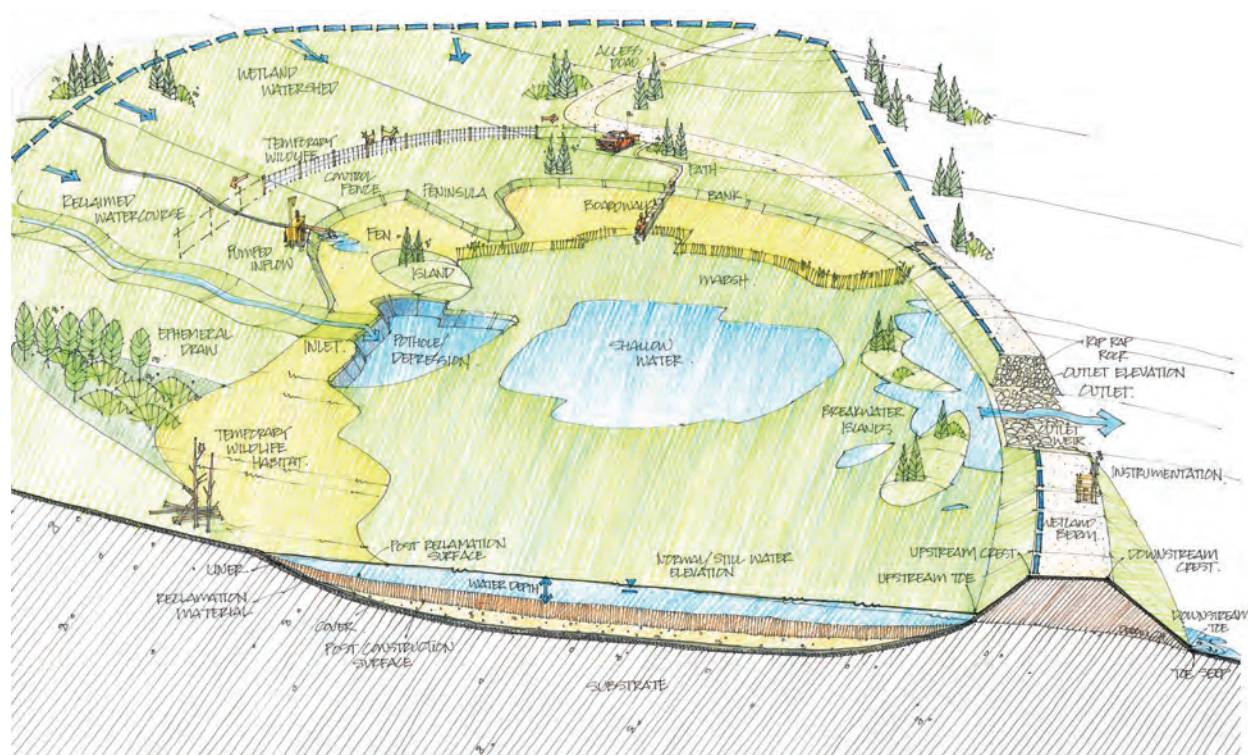 ACCESS
ROAD
WETLAND
WATERSHED
TEMPORARY
WILDLIFE
CONTROL
FENCE
PENINSULA
PATH
BANK
BOARDWALK
RECLAIMED
WATERCOURSE
PUMPED
INFLOW
FEN
ISLAND
MARSH.
EPHEMERAL
DRAIN
INLET.
POTHOLE/
DEPRESSION
SHALLOW
WATER
RIP RAP
ROCK
OUTLET ELEVATION
OUTLET.
BREAKWATER
ISLANDS
OUTLET
WEIR
TEMPORARY
WILDLIFE
HABITAT.
INSTRUMENTATION
WETLAND
BERM
POST RECLAMATION
SURFACE
NORMAL/STILL WATER
ELEVATION
UPSTREAM CREST
DOWNSTREAM
CREST
UPSTREAM TOE
LINER
WATER DEPTH
RECLAMATION
MATERIAL
COVER
POST CONSTRUCTION
SURFACE
DOWNSTREAM
TOE
SUBSTRATE
TOE SEEP